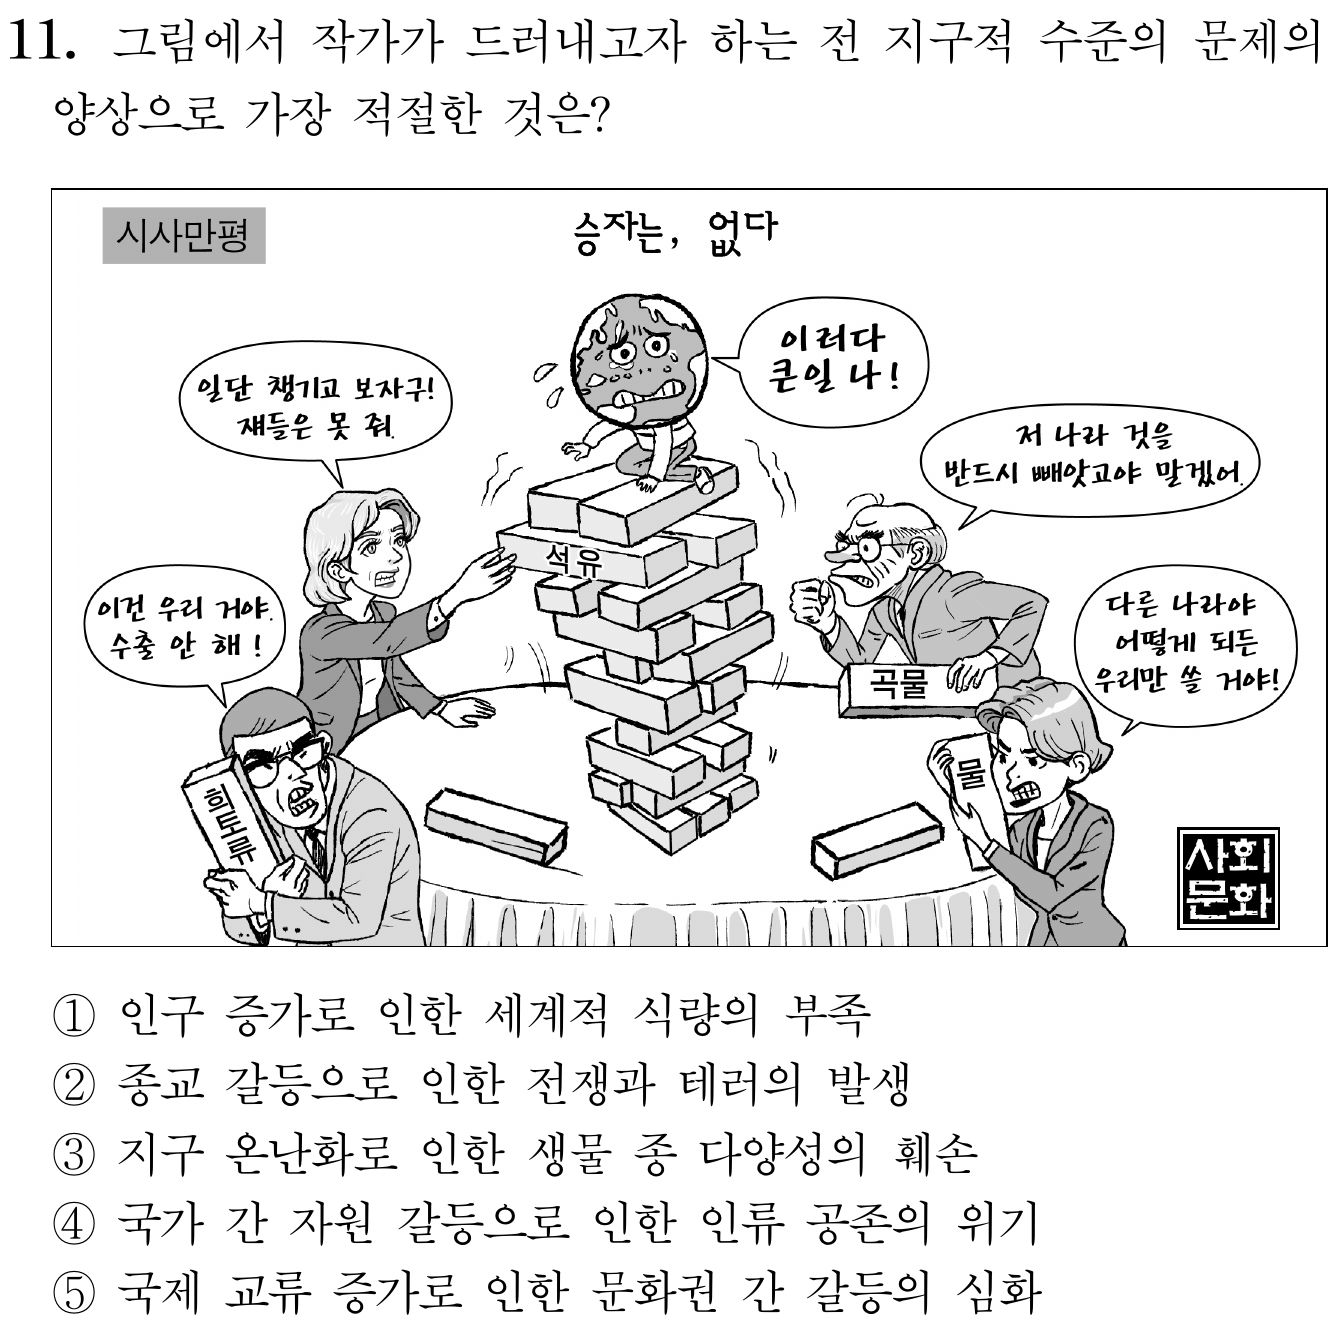 11. 그림에서 작가가 드러내고자 하는 전 지구적 수준의 문제의
양상으로 가장 적절한 것은?
시사만평
승자는, 없다
이러다
큰일 나!
일단 챙기고 보자구!
쟤들은 못 줘.
저 나라 것을
반드시 빼앗고야 말겠어.
이건 우리 거야.
수출 안 해!
다른 나라야
어떻게 되든
우리만 쓸 거야!
석유
곡물
희토류
물
사회
문화
① 인구 증가로 인한 세계적 식량의 부족
② 종교 갈등으로 인한 전쟁과 테러의 발생
③ 지구 온난화로 인한 생물 종 다양성의 훼손
④ 국가 간 자원 갈등으로 인한 인류 공존의 위기
⑤ 국제 교류 증가로 인한 문화권 간 갈등의 심화